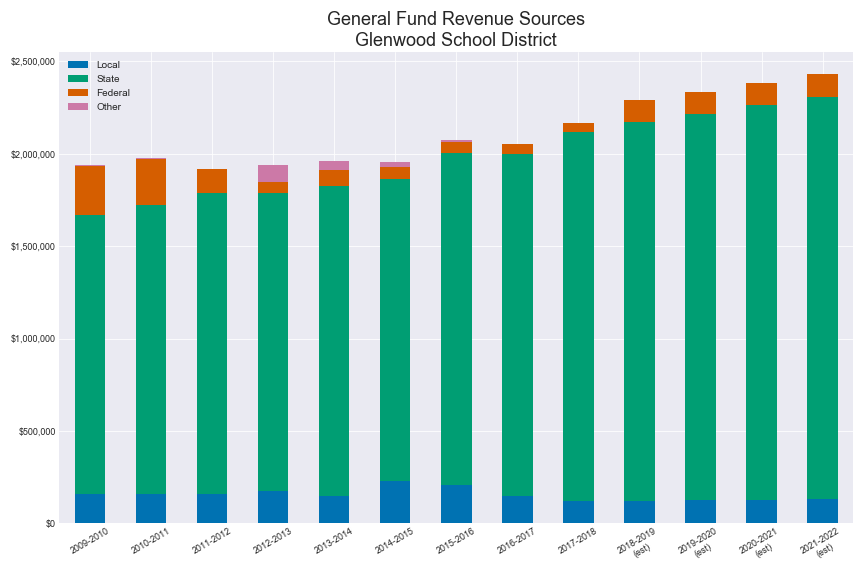 General Fund Revenue Sources
Glenwood School District
Local
State
Federal
Other
$2,500,000
$2,000,000
$1,500,000
$1,000,000
$500,000
$0
2009-2010
2010-2011
2011-2012
2012-2013
2013-2014
2014-2015
2015-2016
2016-2017
2017-2018
2018-2019
(est)
2019-2020
(est)
2020-2021
(est)
2021-2022
(est)